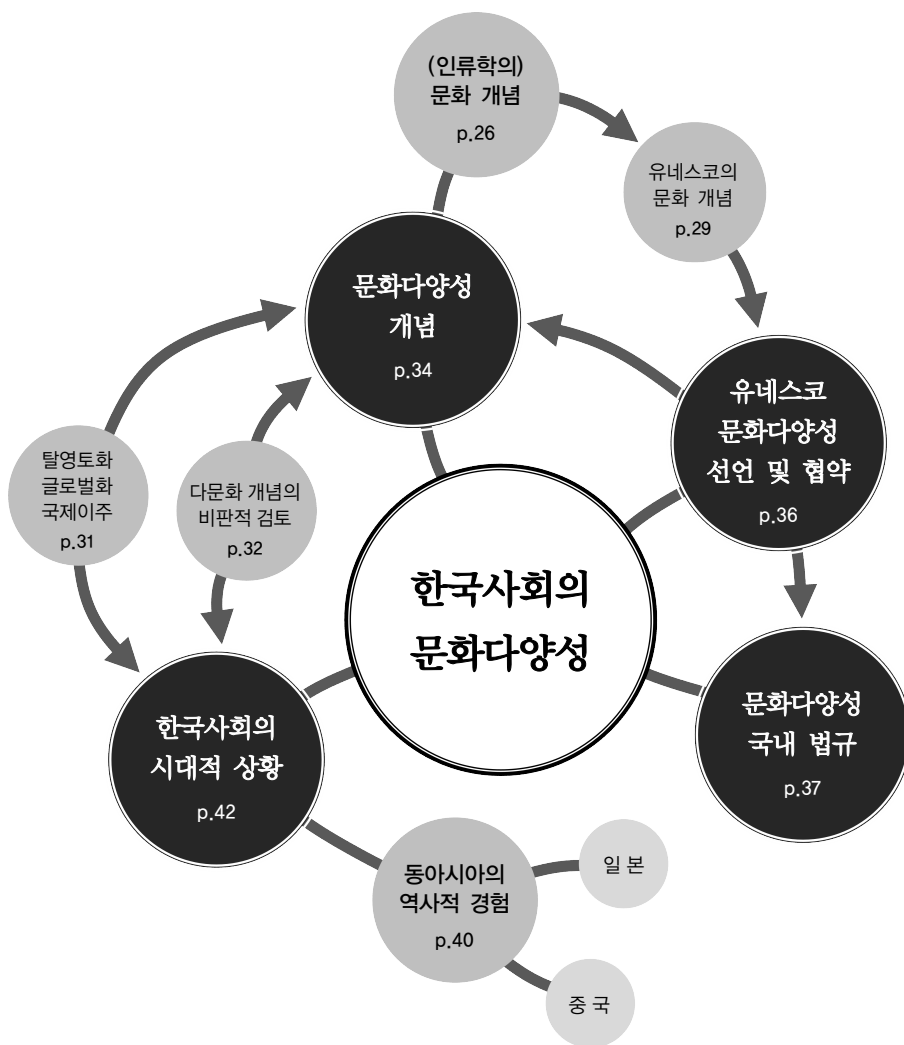 (인류학의)
문화 개념
p.26
유네스코의
문화 개념
p.29
문화다양성
개념
p.34
유네스코
문화다양성
선언 및 협약
p.36
탈영토화
글로벌화
국제이주
p.31
다문화 개념의
비판적 검토
p.32
한국사회의
문화다양성
한국사회의
시대적 상황
p.42
문화다양성
국내 법규
p.37
동아시아의
역사적 경험
p.40
일 본
중 국